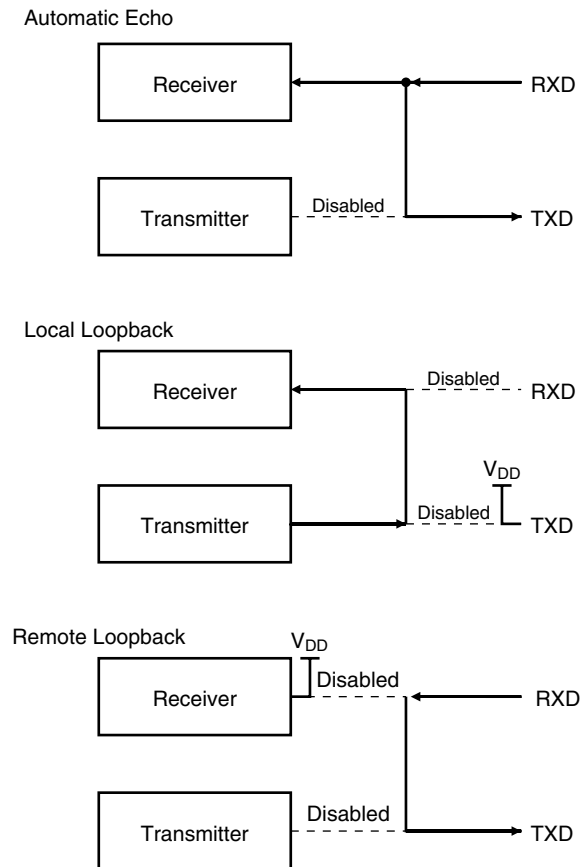 Automatic Echo
Receiver
RXD
Transmitter
Disabled
TXD
Local Loopback
Receiver
Disabled
RXD
VDD
Transmitter
Disabled
TXD
Remote Loopback
VDD
Receiver
Disabled
RXD
Transmitter
Disabled
TXD